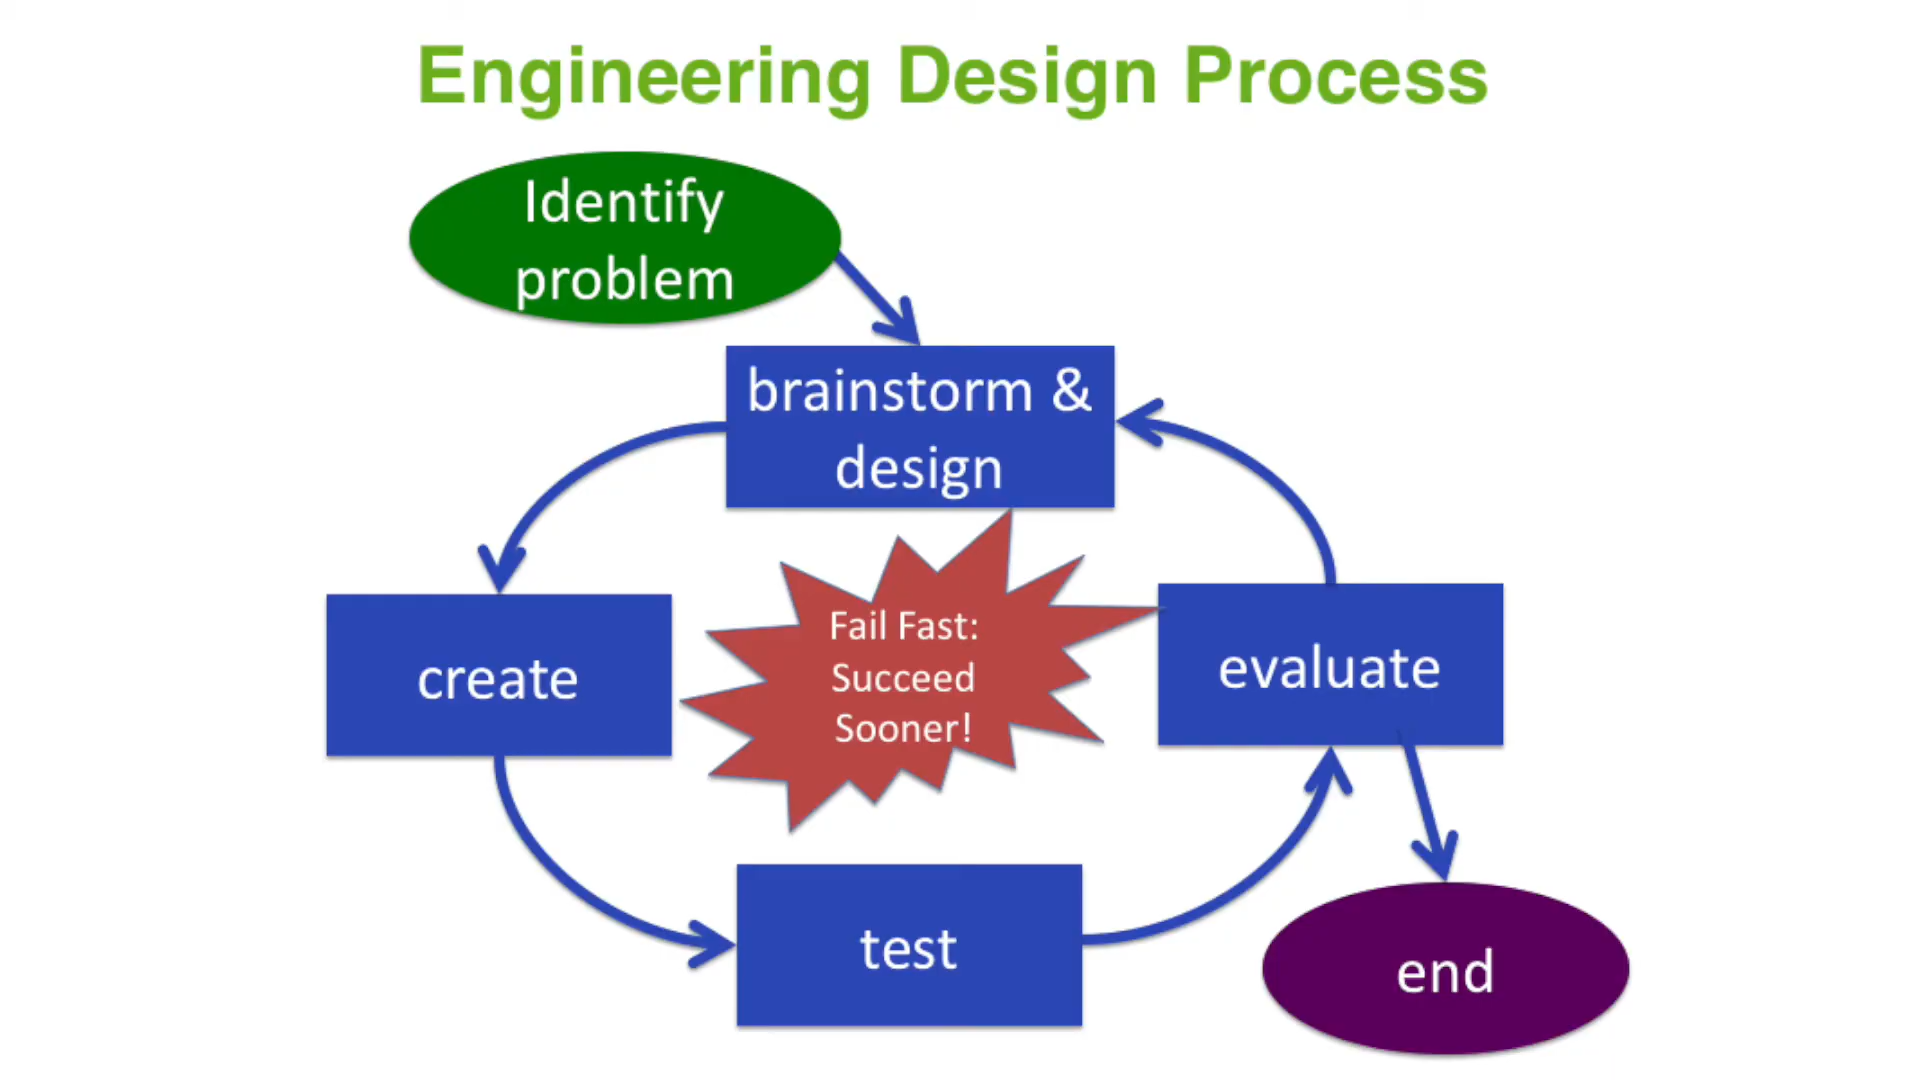 Engineering Design Process
Identify
problem
brainstorm &
design
create
Fail Fast:
Succeed
Sooner!
evaluate
test
end